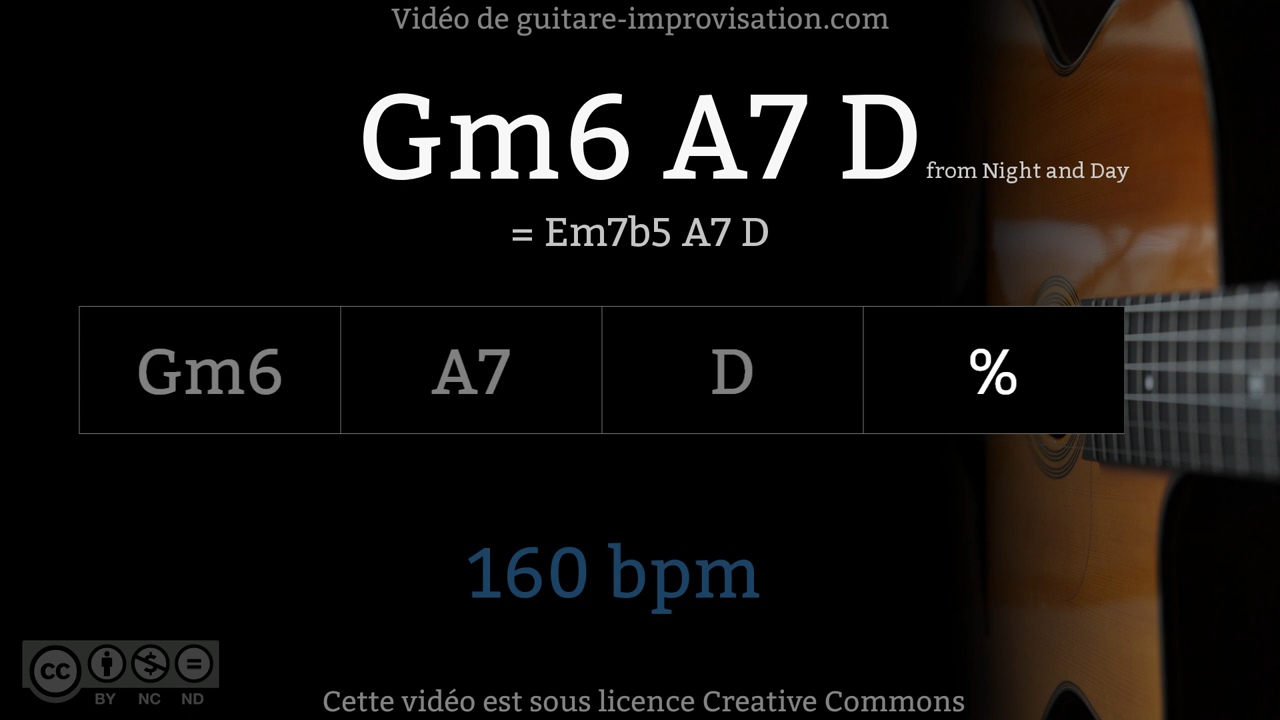 Vidéo de guitare-improvisation.com
Gm6 A7 D from Night and Day
= Em7b5 A7 D
Gm6 A7 D %
160 bpm
cc BY NC ND
Cette vidéo est sous licence Creative Commons